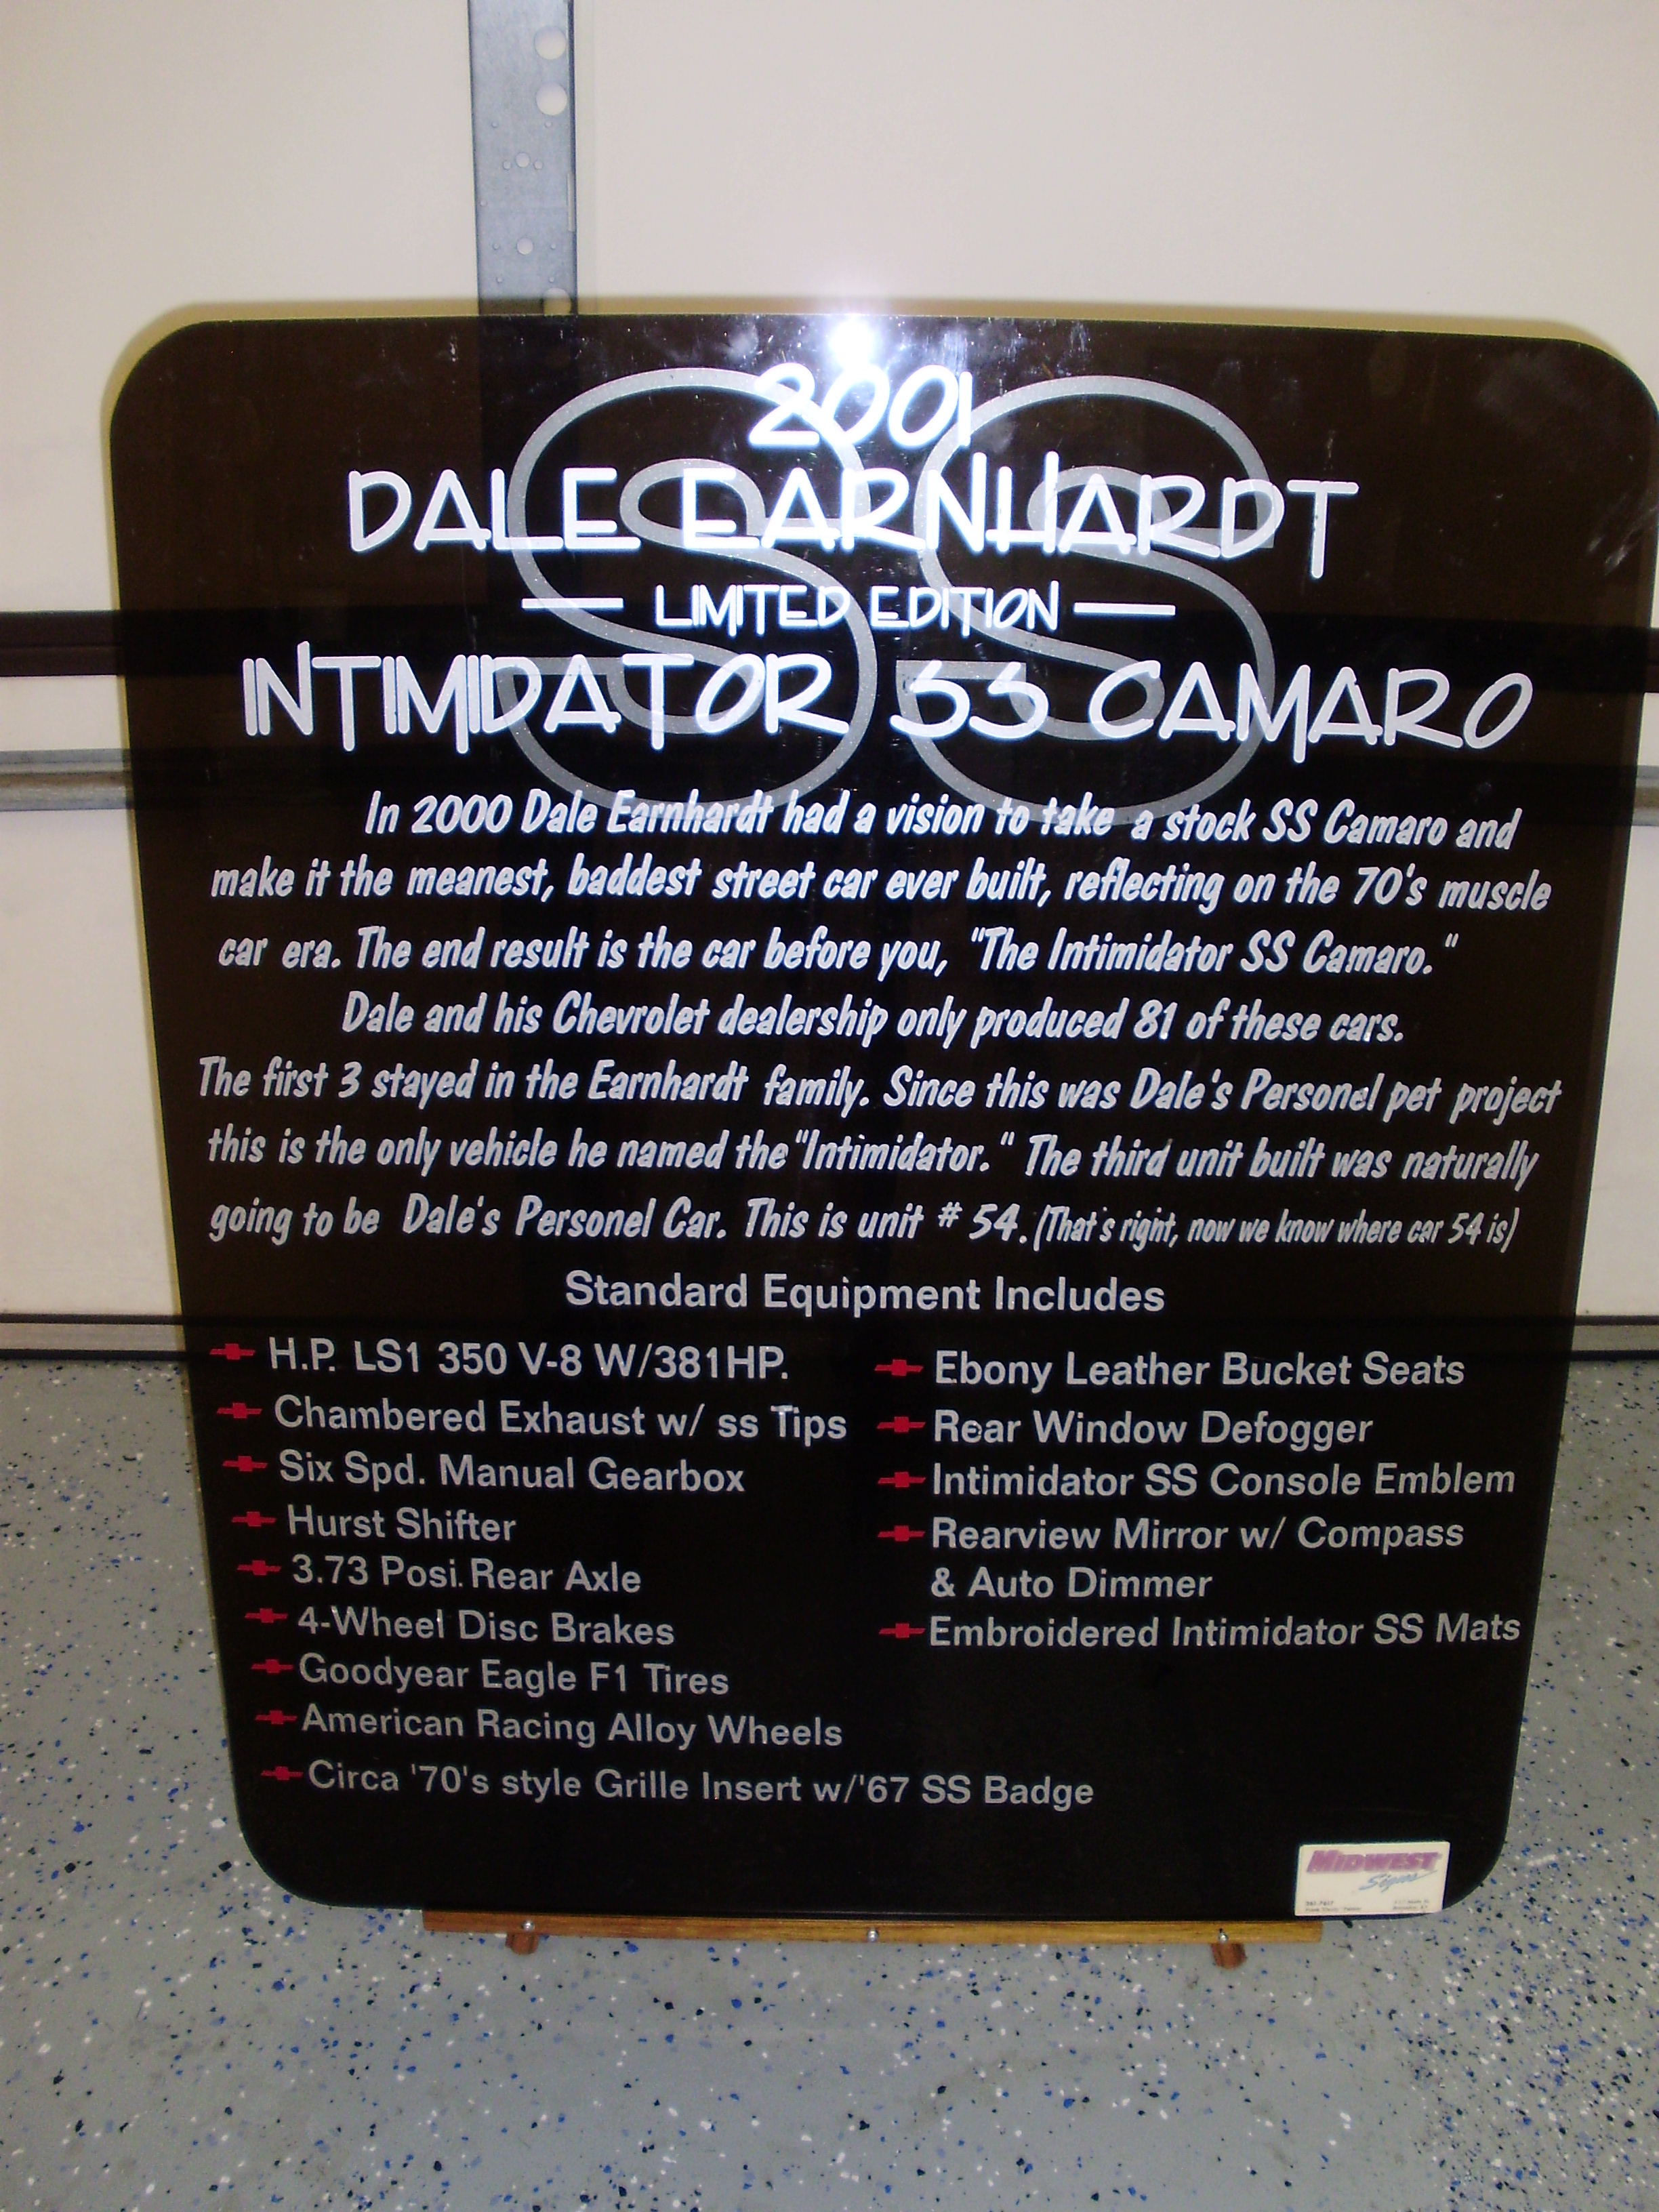 SS
2001
DALE EARNHARDT
— LIMITED EDITION —
INTIMIDATOR SS CAMARO
In 2000 Dale Earnhardt had a vision to take a stock SS Camaro and
make it the meanest, baddest street car ever built, reflecting on the 70's muscle
car era. The end result is the car before you, "The Intimidator SS Camaro."
Dale and his Chevrolet dealership only produced 81 of these cars.
The first 3 stayed in the Earnhardt family. Since this was Dale's Personel pet project
this is the only vehicle he named the "Intimidator." The third unit built was naturally
going to be Dale's Personel Car. This is unit # 54. (That's right, now we know where car 54 is)
Standard Equipment Includes
H.P. LS1 350 V-8 W/381HP.
Chambered Exhaust w/ ss Tips
Six Spd. Manual Gearbox
Hurst Shifter
3.73 Posi. Rear Axle
4-Wheel Disc Brakes
Goodyear Eagle F1 Tires
American Racing Alloy Wheels
Circa '70's style Grille Insert w/'67 SS Badge
Ebony Leather Bucket Seats
Rear Window Defogger
Intimidator SS Console Emblem
Rearview Mirror w/ Compass
& Auto Dimmer
Embroidered Intimidator SS Mats
MIDWEST
Signs